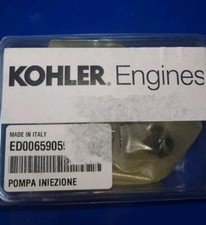 KOHLER. Engines
MADE IN ITALY
ED0065905
POMPA INIEZIONE